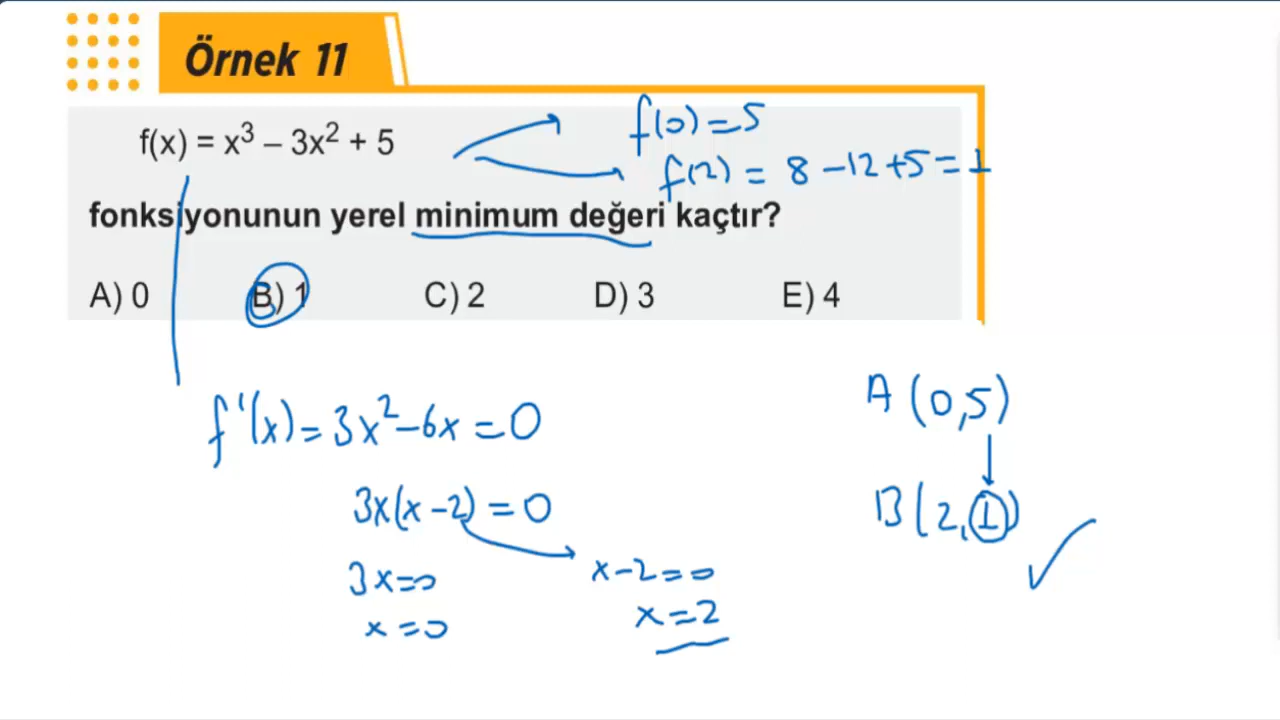 Örnek 11
f(x) = x³ – 3x² + 5
f(0) = 5
f(2) = 8 - 12 + 5 = 1
fonksiyonunun yerel minimum değeri kaçtır?
A) 0 B) 1 C) 2 D) 3 E) 4
f'(x) = 3x² - 6x = 0
3x(x - 2) = 0
3x = 0
x = 0
x - 2 = 0
x = 2
A (0,5)
B (2,1)